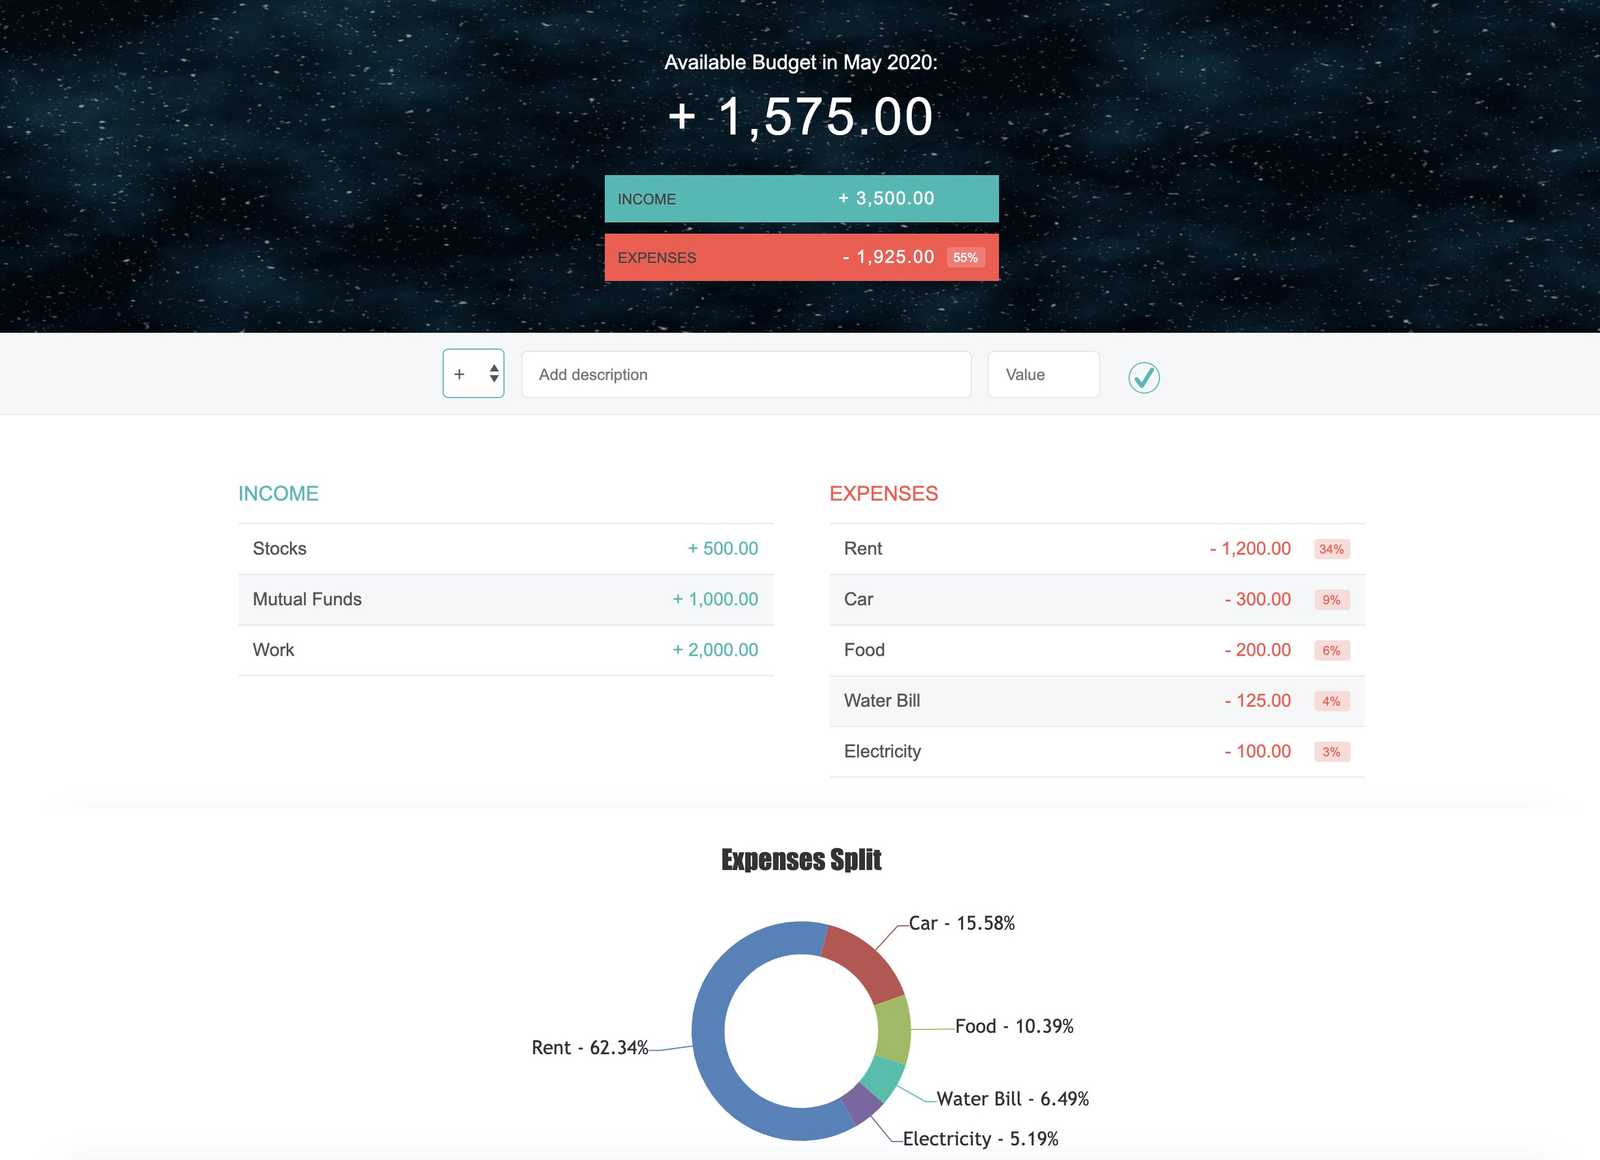 Available Budget in May 2020:
+ 1,575.00
INCOME + 3,500.00
EXPENSES - 1,925.00 55%
+ Add description Value
INCOME
Stocks + 500.00
Mutual Funds + 1,000.00
Work + 2,000.00
EXPENSES
Rent - 1,200.00 34%
Car - 300.00 9%
Food - 200.00 6%
Water Bill - 125.00 4%
Electricity - 100.00 3%
Expenses Split
Car - 15.58%
Food - 10.39%
Rent - 62.34%
Water Bill - 6.49%
Electricity - 5.19%